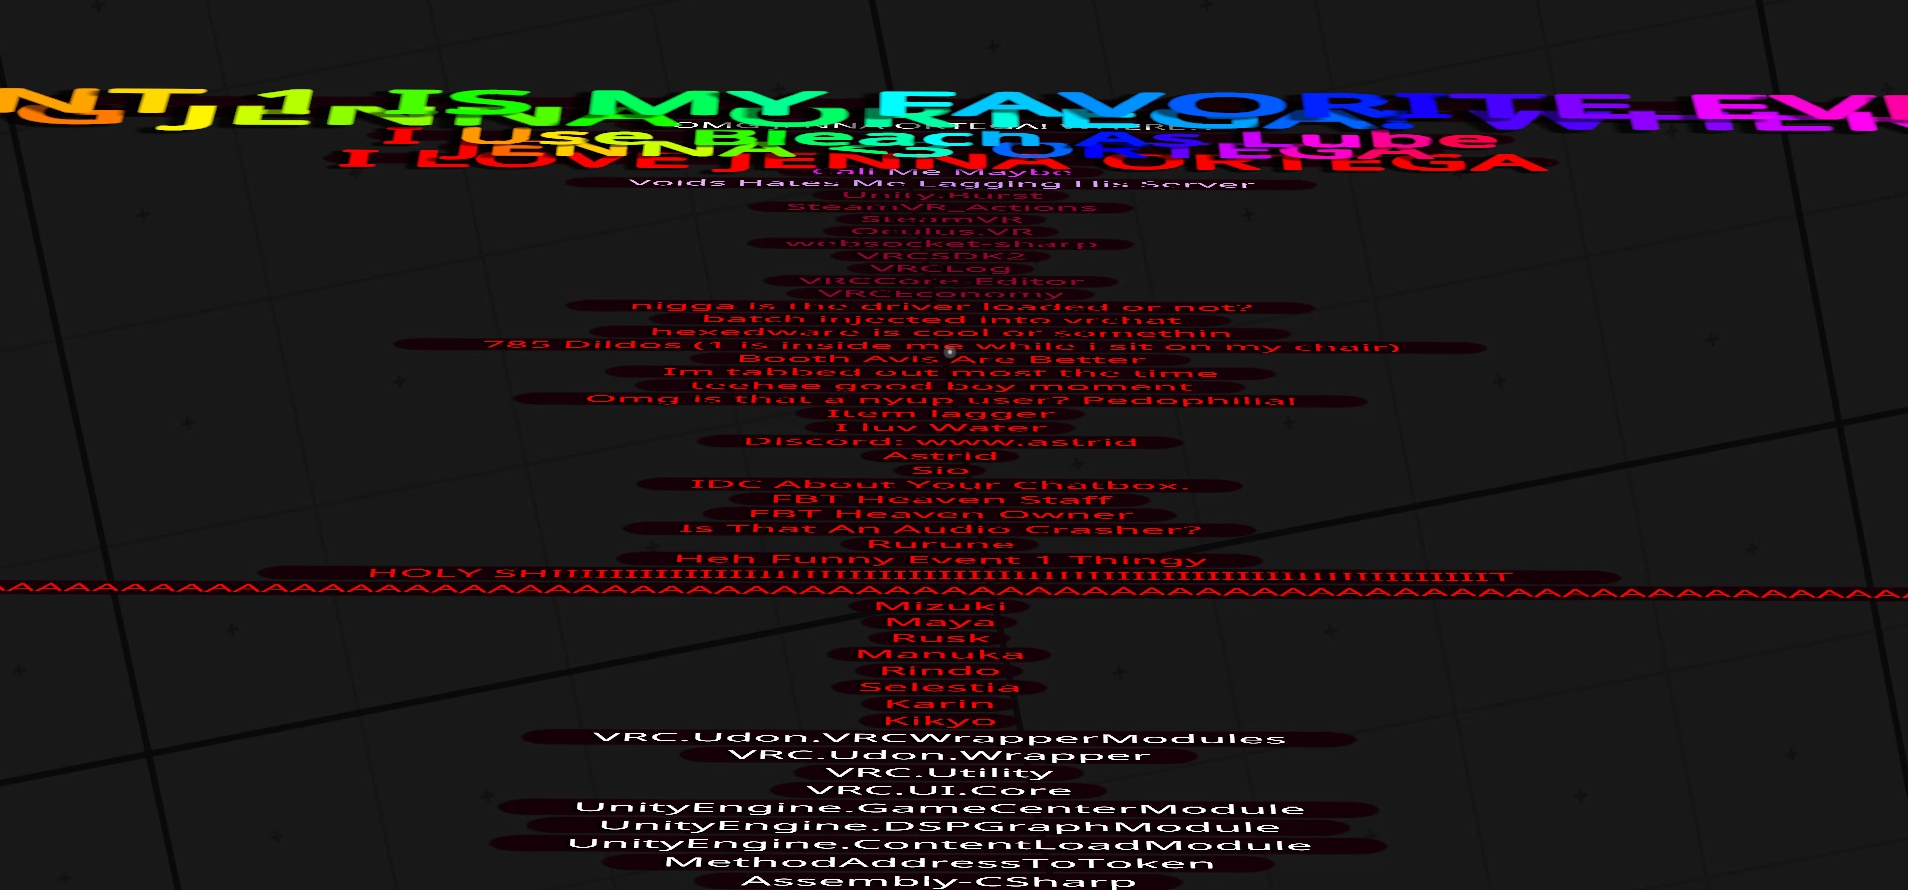 NT 1 IS MY FAVORITE EVE
OMG JENNA ORTEGA! WHERE..
I Use Bleach As Lube
JENNA <3 ORTEGA
I LOVE JENNA ORTEGA
Call Me Maybe
Voids Hates Me Lagging His Server
Unity.Burst
SteamVR_Actions
SteamVR
Oculus.VR
websocket-sharp
VRCSDK2
VRCLog
VRCCore-Editor
VRCEconomy
nigga is the driver loaded or not?
batch injected into vrchat
hexedware is cool or somethin
785 Dildos (1 is inside me while i sit on my chair)
Booth Avis Are Better
Im tabbed out most the time
teehee good boy moment
Omg is that a nyup user? Pedophilia!
Item lagger
I luv Water
Discord: www.astrid
Astrid
Sio
IDC About Your Chatbox.
FBT Heaven Staff
FBT Heaven Owner
Is That An Audio Crasher?
Rurune
Heh Funny Event 1 Thingy
Mizuki
Maya
Rusk
Manuka
Rindo
Selestia
Karin
Kikyo
VRC.Udon.VRCWrapperModules
VRC.Udon.Wrapper
VRC.Utility
VRC.UI.Core
UnityEngine.GameCenterModule
UnityEngine.DSPGraphModule
UnityEngine.ContentLoadModule
MethodAddressToToken
Assembly-CSharp